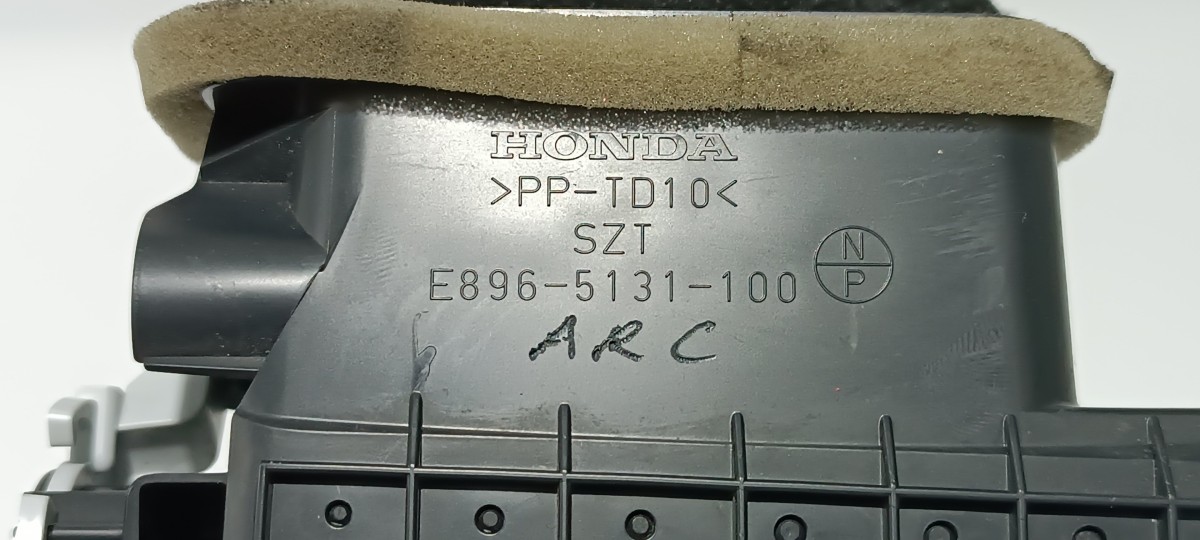 HONDA
>PP-TD10<
SZT
E896-5131-100
N
P
ARC